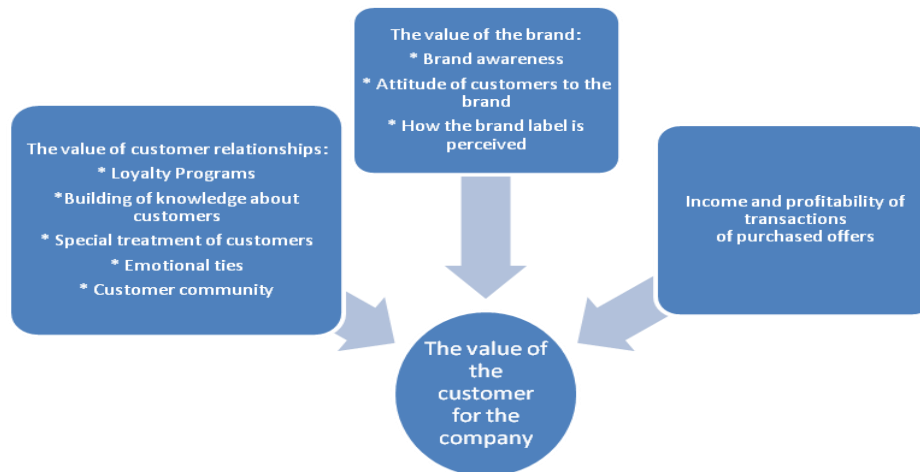 The value of the brand:
* Brand awareness
* Attitude of customers to the
brand
* How the brand label is
perceived
The value of customer relationships:
* Loyalty Programs
*Building of knowledge about
customers
* Special treatment of customers
* Emotional ties
* Customer community
Income and profitability of
transactions
of purchased offers
The value of
the
customer
for the
company